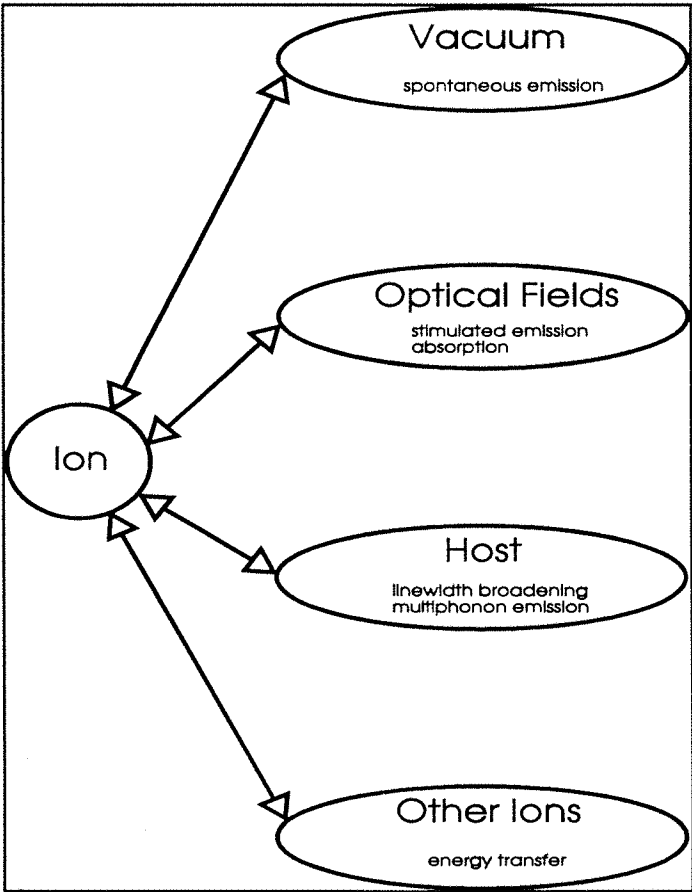 Vacuum
spontaneous emission
Optical Fields
stimulated emission
absorption
Ion
Host
linewidth broadening
multiphonon emission
Other Ions
energy transfer